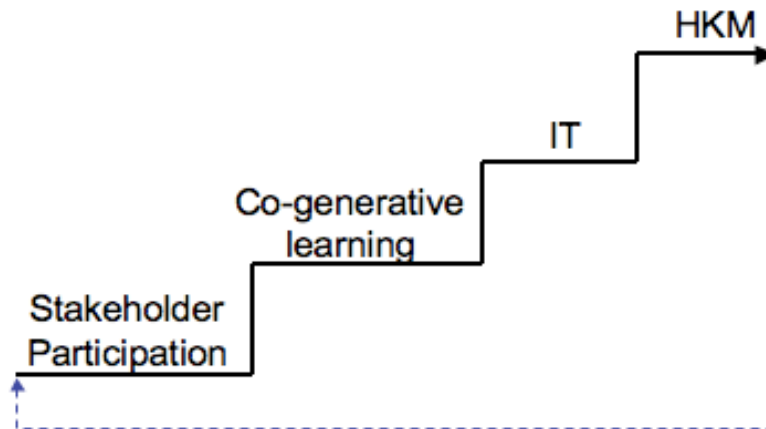 HKM
IT
Co-generative
learning
Stakeholder
Participation